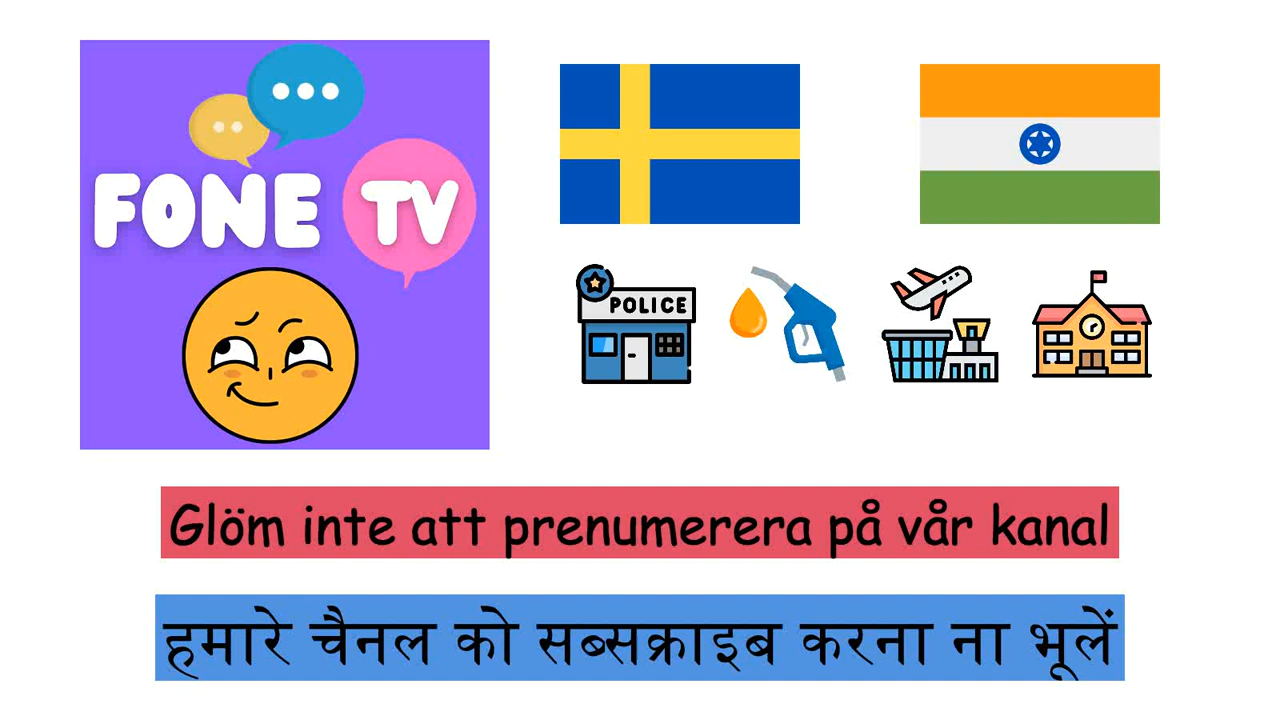 FONE TV
POLICE
Glöm inte att prenumerera på vår kanal
हमारे चैनल को सब्सक्राइब करना ना भूलें